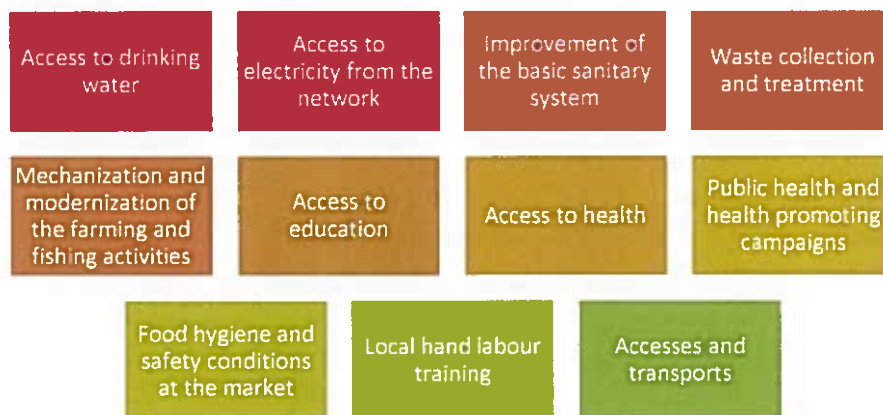 Access to drinking
water
Access to
electricity from the
network
Improvement of
the basic sanitary
system
Waste collection
and treatment
Mechanization and
modernization of
the farming and
fishing activities
Access to
education
Access to health
Public health and
health promoting
campaigns
Food hygiene and
safety conditions
at the market
Local hand labour
training
Accesses and
transports